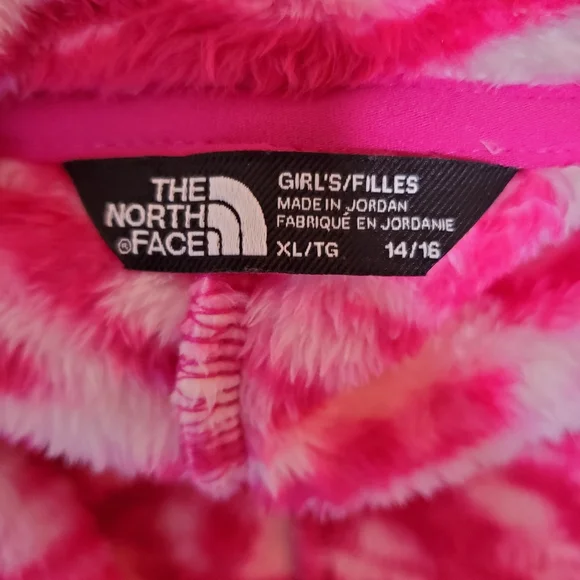 THE
NORTH
®FACE
GIRL'S/FILLES
MADE IN JORDAN
FABRIQUÉ EN JORDANIE
XL/TG 14/16